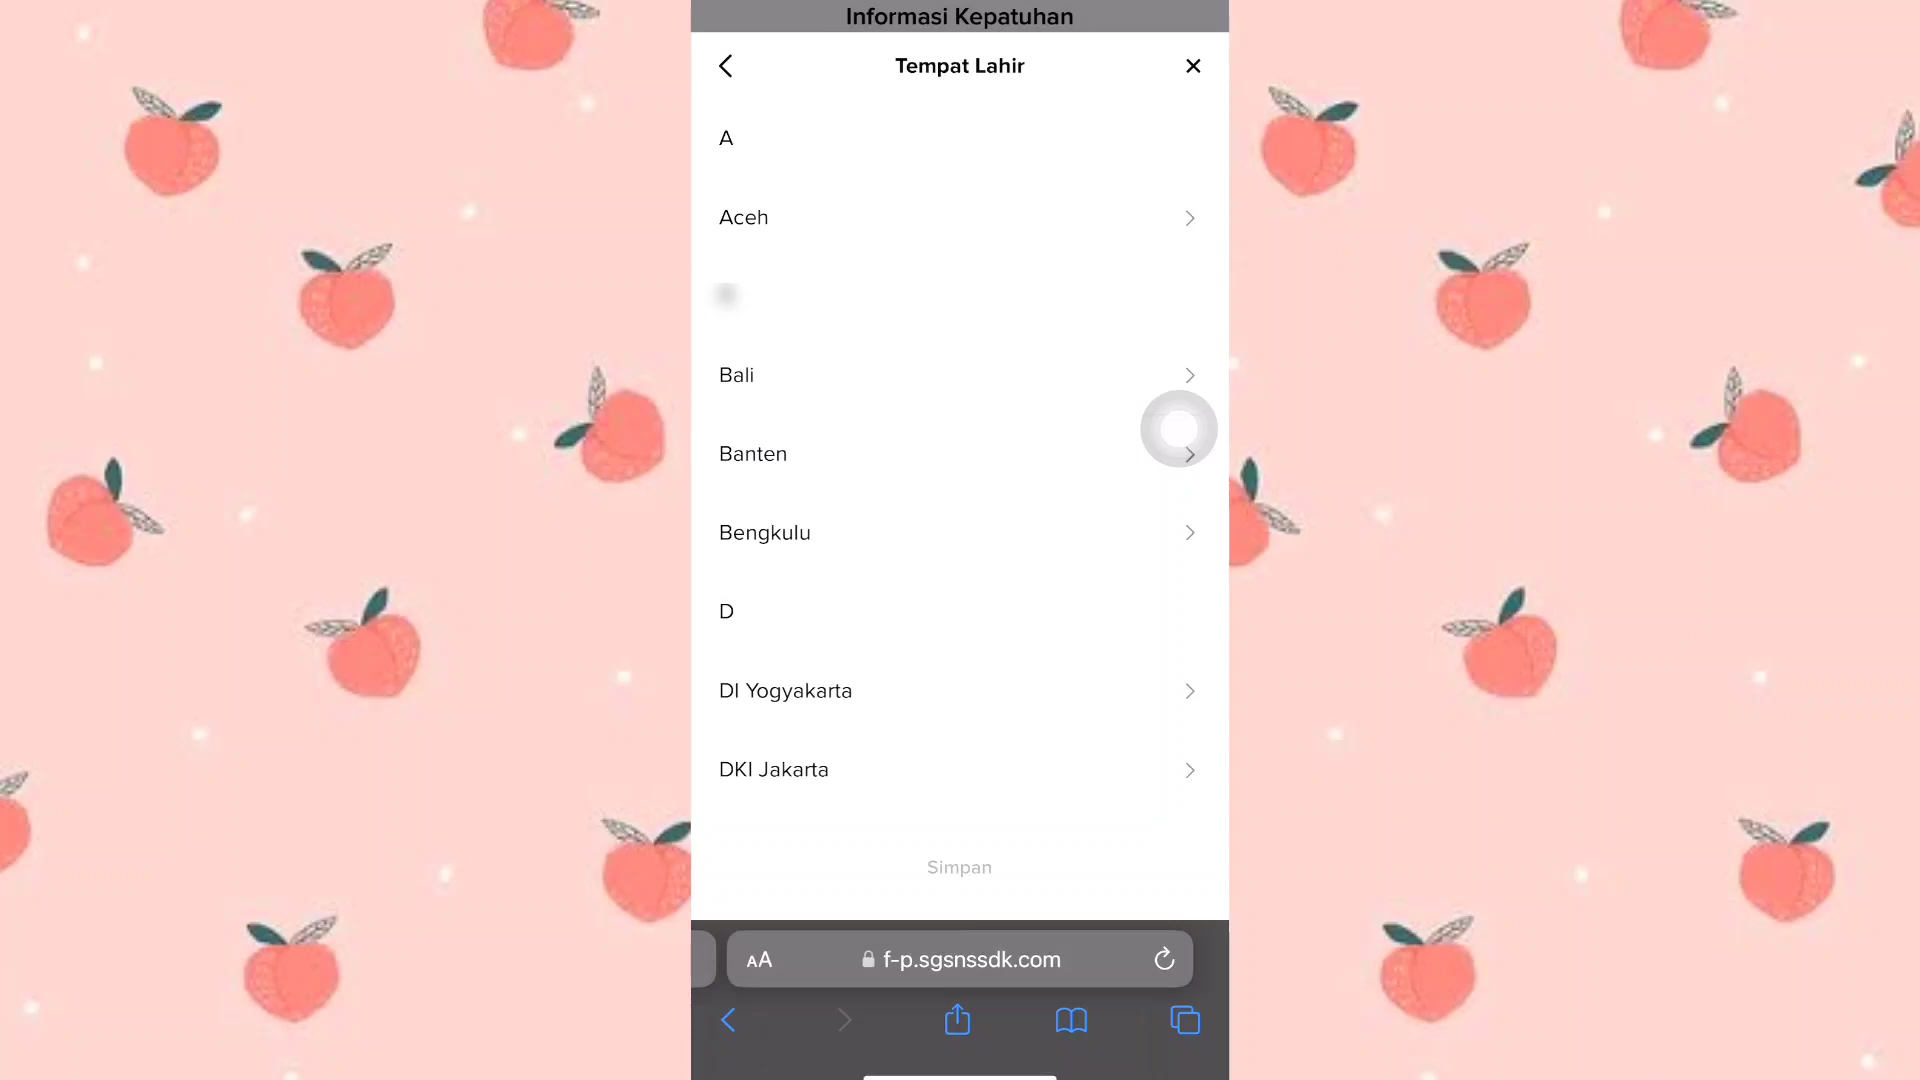 Informasi Kepatuhan
Tempat Lahir
A
Aceh
Bali
Banten
Bengkulu
D
DI Yogyakarta
DKI Jakarta
Simpan
AA f-p.sgsnssdk.com